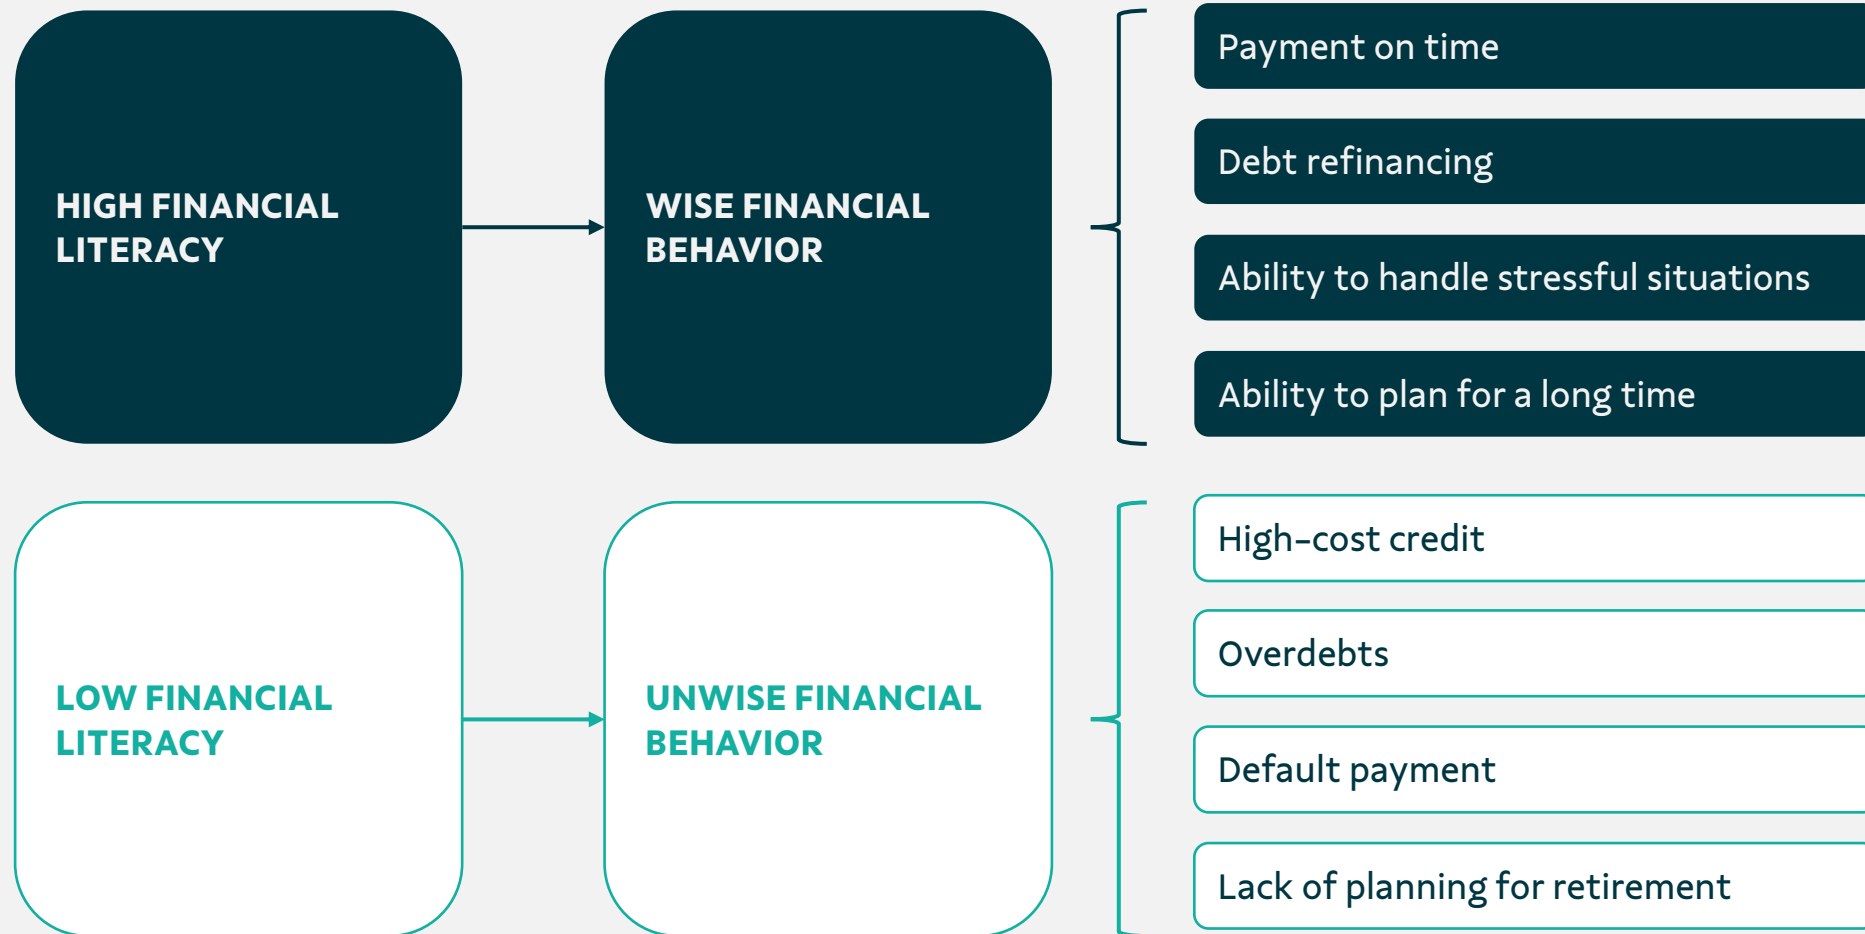 HIGH FINANCIAL
LITERACY
WISE FINANCIAL
BEHAVIOR
Payment on time
Debt refinancing
Ability to handle stressful situations
Ability to plan for a long time
LOW FINANCIAL
LITERACY
UNWISE FINANCIAL
BEHAVIOR
High-cost credit
Overdebts
Default payment
Lack of planning for retirement